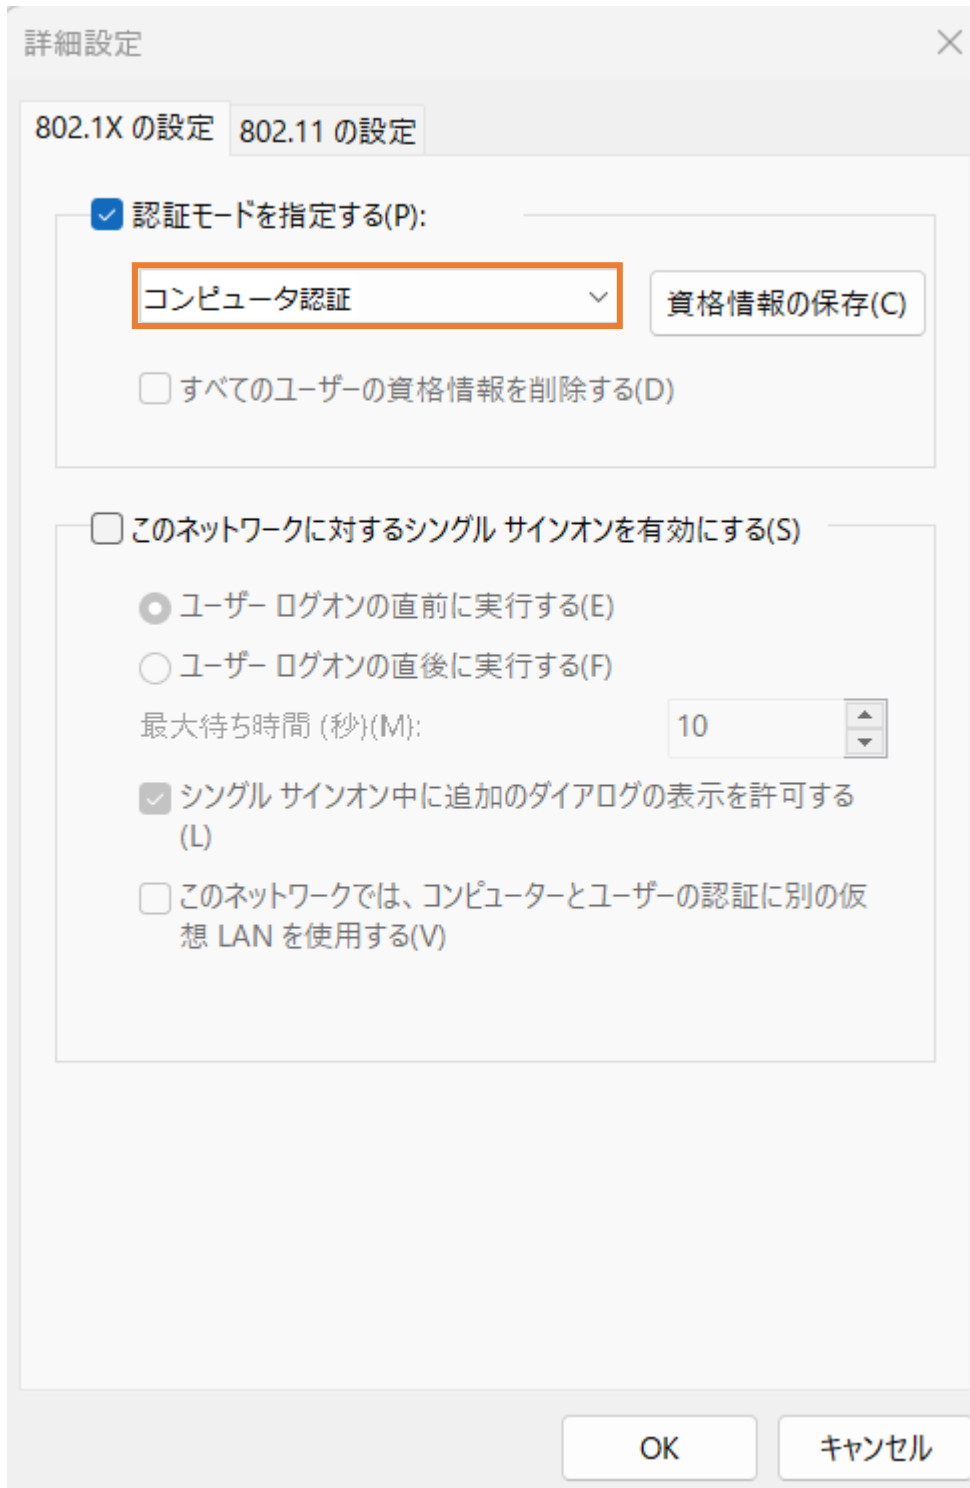 詳細設定
802.1X の設定
802.11 の設定
認証モードを指定する(P):
コンピュータ認証
資格情報の保存(C)
すべてのユーザーの資格情報を削除する(D)
このネットワークに対するシングル サインオンを有効にする(S)
ユーザー ログオンの直前に実行する(E)
ユーザー ログオンの直後に実行する(F)
最大待ち時間 (秒)(M):
10
シングル サインオン中に追加のダイアログの表示を許可する
(L)
このネットワークでは、コンピューターとユーザーの認証に別の仮
想 LAN を使用する(V)
OK
キャンセル